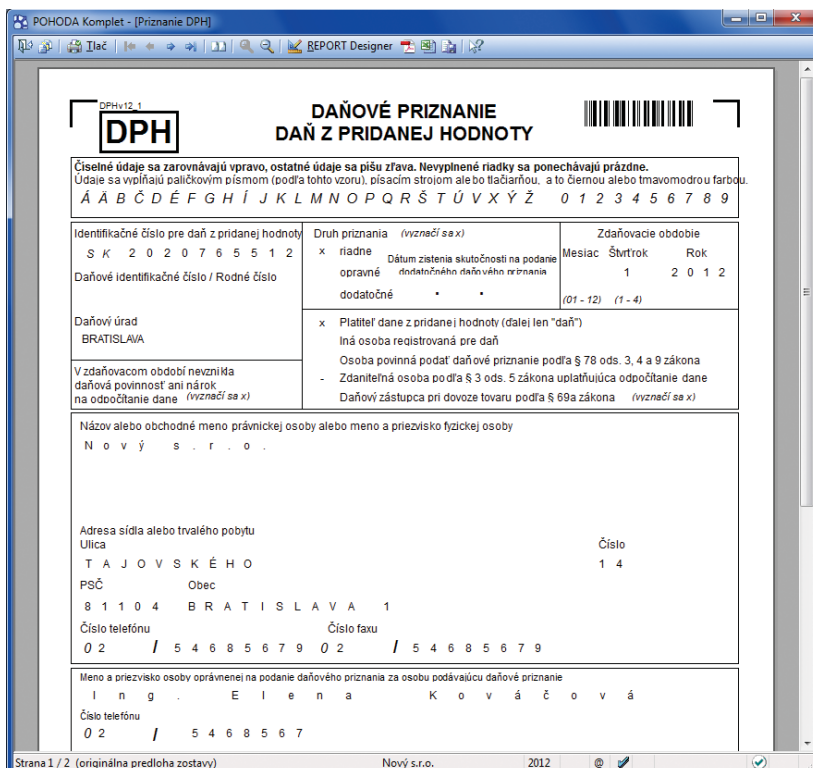 POHODA Komplet - [Priznanie DPH]
Tlač REPORT Designer
DPHv12_1
DPH
DAŇOVÉ PRIZNANIE
DAŇ Z PRIDANEJ HODNOTY
Číselné údaje sa zarovnávajú vpravo, ostatné údaje sa píšu zľava. Nevyplnené riadky sa ponechávajú prázdne.
Údaje sa vypĺňajú paličkovým písmom (podľa tohto vzoru), písacím strojom alebo tlačiarňou, a to čiernou alebo tmavomodrou farbou.
Á Ä B Č D É F G H Í J K L M N O P Q R Š T Ú V X Ý Ž 0 1 2 3 4 5 6 7 8 9
Identifikačné číslo pre daň z pridanej hodnoty
S K 2 0 2 0 7 6 5 5 1 2
Daňové identifikačné číslo / Rodné číslo
Daňový úrad
BRATISLAVA
V zdaňovacom období nevznikla
daňová povinnosť ani nárok
na odpočítanie dane (vyznačí sa x)
Druh priznania (vyznačí sa x)
x riadne
Dátum zistenia skutočnosti na podanie
opravné dodatočného daňového priznania
dodatočné . .
Zdaňovacie obdobie
Mesiac Štvrťrok Rok
1 2 0 1 2
(01 - 12) (1 - 4)
x Platiteľ dane z pridanej hodnoty (ďalej len "daň")
Iná osoba registrovaná pre daň
Osoba povinná podať daňové priznanie podľa § 78 ods. 3, 4 a 9 zákona
- Zdaniteľná osoba podľa § 3 ods. 5 zákona uplatňujúca odpočítanie dane
Daňový zástupca pri dovoze tovaru podľa § 69a zákona (vyznačí sa x)
Názov alebo obchodné meno právnickej osoby alebo meno a priezvisko fyzickej osoby
N o v ý s . r . o .
Adresa sídla alebo trvalého pobytu
Ulica Číslo
T A J O V S K É H O 1 4
PSČ Obec
8 1 1 0 4 B R A T I S L A V A 1
Číslo telefónu Číslo faxu
0 2 / 5 4 6 8 5 6 7 9 0 2 / 5 4 6 8 5 6 7 9
Meno a priezvisko osoby oprávnenej na podanie daňového priznania za osobu podávajúcu daňové priznanie
I n g . E l e n a K o v á č o v á
Číslo telefónu
0 2 / 5 4 6 8 5 6 7
Strana 1 / 2 (originálna predloha zostavy) Nový s.r.o. 2012 @